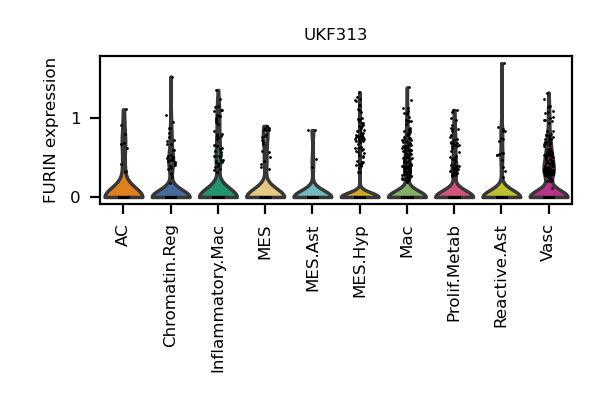 UKF313
FURIN expression
1
0
AC
Chromatin.Reg
Inflammatory.Mac
MES
MES.Ast
MES.Hyp
Mac
Prolif.Metab
Reactive.Ast
Vasc